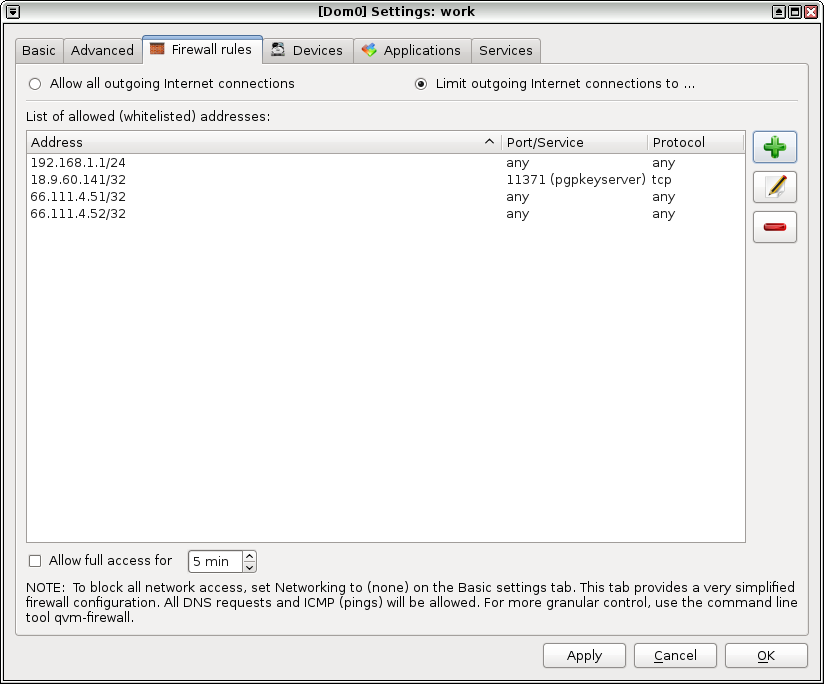 [Dom0] Settings: work
Basic Advanced Firewall rules Devices Applications Services
Allow all outgoing Internet connections Limit outgoing Internet connections to ...
List of allowed (whitelisted) addresses:
Address Port/Service Protocol
192.168.1.1/24 any any
18.9.60.141/32 11371 (pgpkeyserver) tcp
66.111.4.51/32 any any
66.111.4.52/32 any any
Allow full access for 5 min
NOTE: To block all network access, set Networking to (none) on the Basic settings tab. This tab provides a very simplified
firewall configuration. All DNS requests and ICMP (pings) will be allowed. For more granular control, use the command line
tool qvm-firewall.
Apply Cancel OK